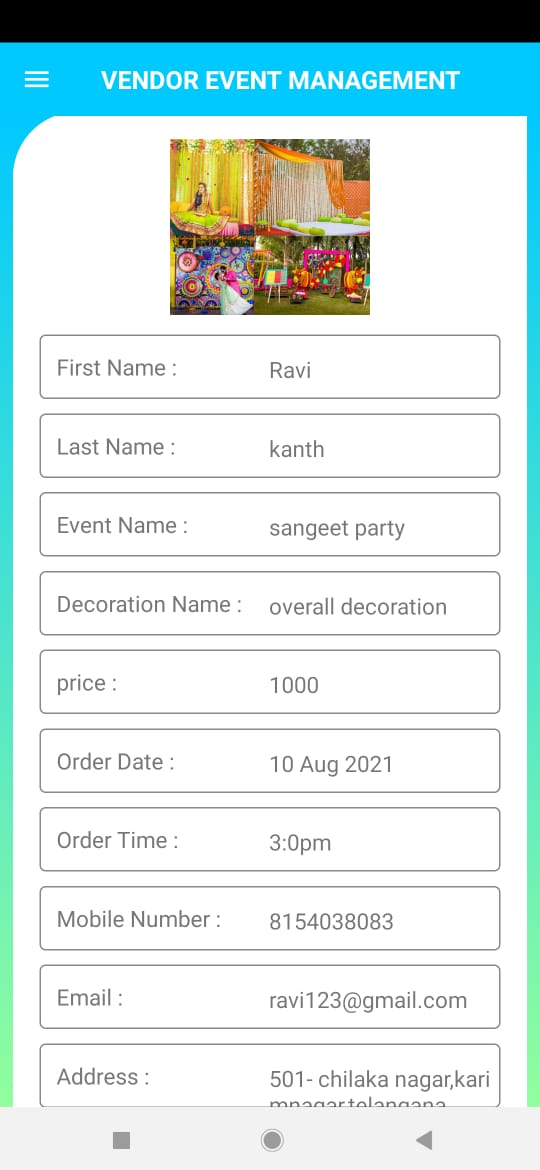 VENDOR EVENT MANAGEMENT
First Name : Ravi
Last Name : kanth
Event Name : sangeet party
Decoration Name : overall decoration
price : 1000
Order Date : 10 Aug 2021
Order Time : 3:0pm
Mobile Number : 8154038083
Email : ravi123@gmail.com
Address : 501- chilaka nagar,kari
mnagar,telangana